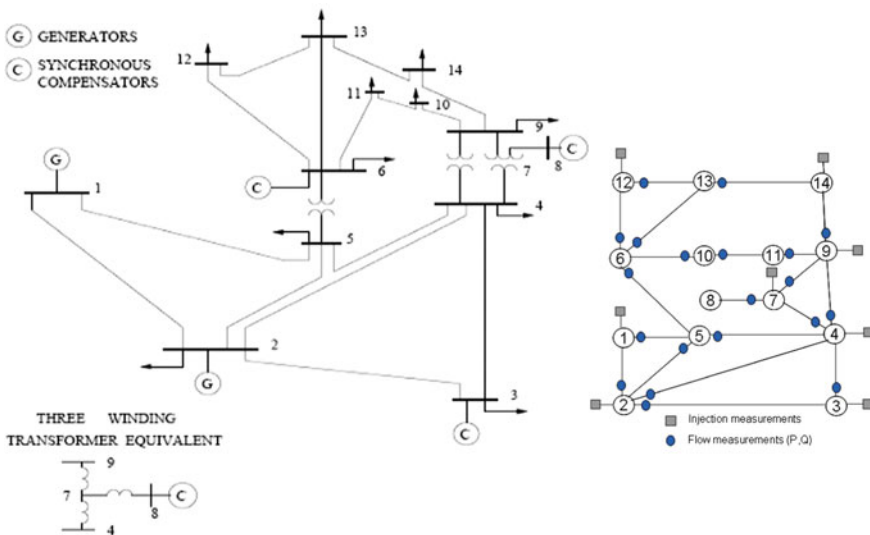 G GENERATORS
C SYNCHRONOUS
COMPENSATORS
13
12
14
11
10
9
G
C
C
7
8
1
6
4
5
2
G
3
C
THREE WINDING
TRANSFORMER EQUIVALENT
9
7
C
8
4
12
13
14
6
10
11
9
8
7
1
5
4
2
3
Injection measurements
Flow measurements (P,Q)